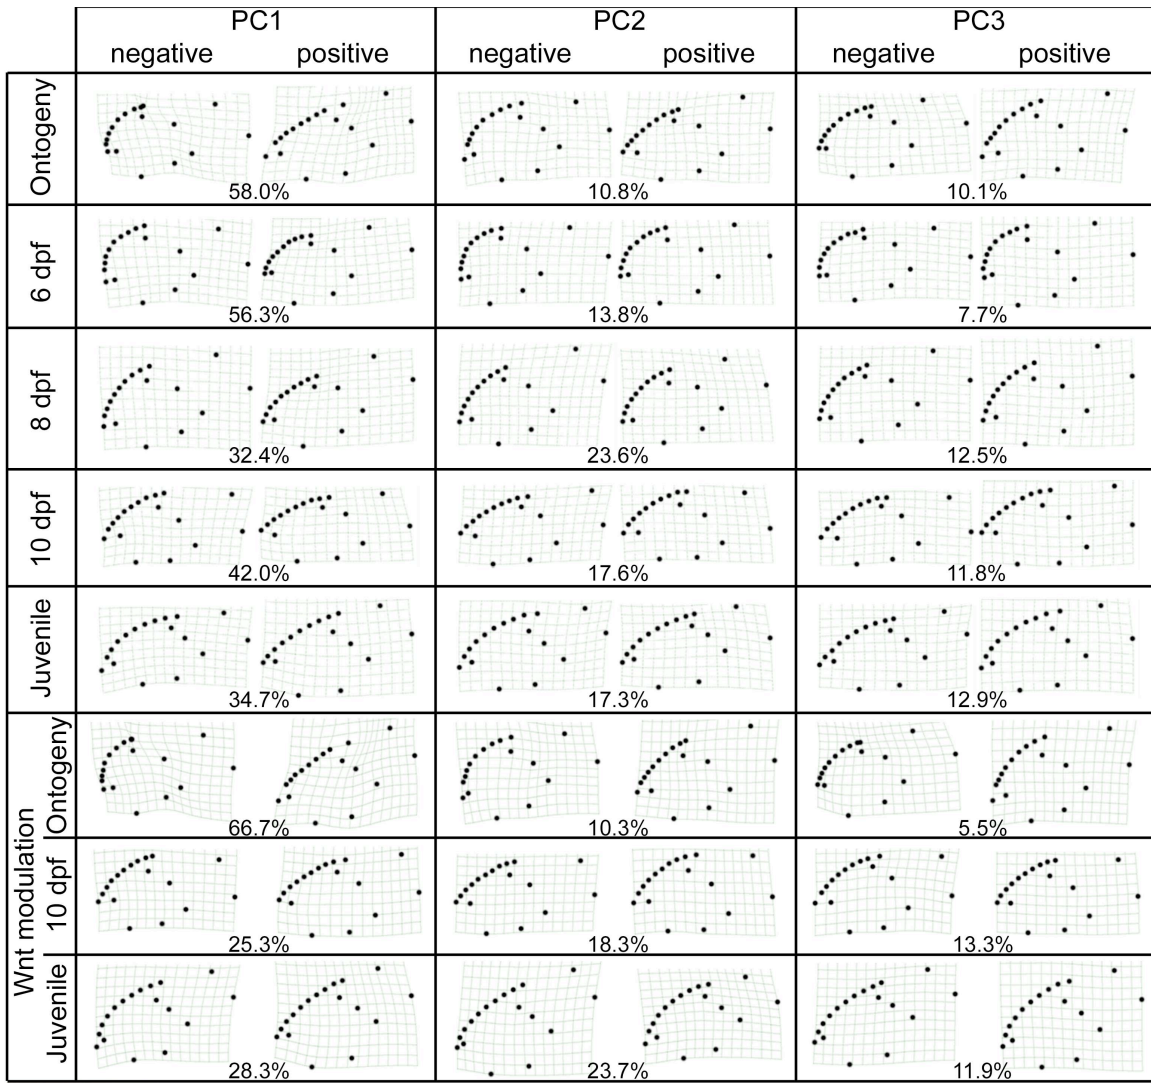 PC1 PC2 PC3
negative positive negative positive negative positive
Ontogeny
58.0% 10.8% 10.1%
6 dpf
56.3% 13.8% 7.7%
8 dpf
32.4% 23.6% 12.5%
10 dpf
42.0% 17.6% 11.8%
Juvenile
34.7% 17.3% 12.9%
Wnt modulation
Ontogeny
66.7% 10.3% 5.5%
10 dpf
25.3% 18.3% 13.3%
Juvenile
28.3% 23.7% 11.9%